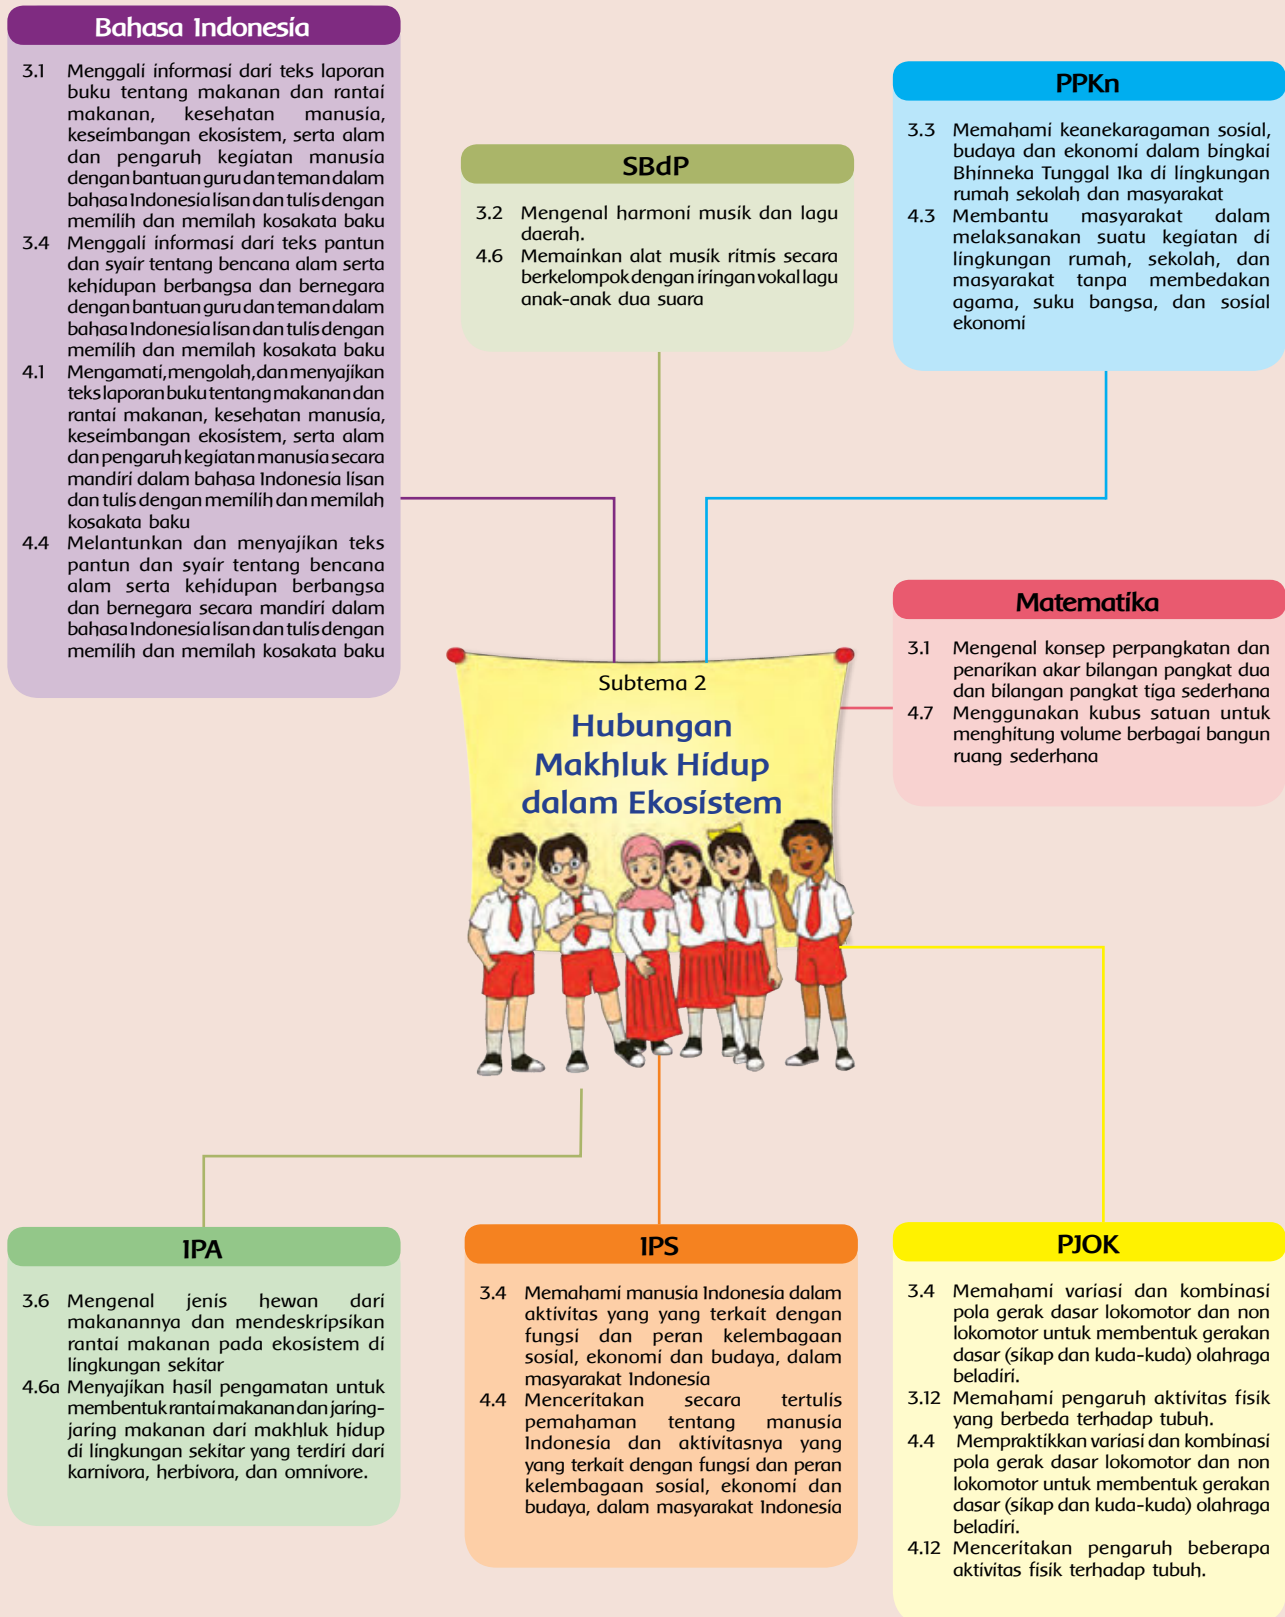 Bahasa Indonesia
3.1 Menggali informasi dari teks laporan
buku tentang makanan dan rantai
makanan, kesehatan manusia,
keseimbangan ekosistem, serta alam
dan pengaruh kegiatan manusia
dengan bantuan guru dan teman dalam
bahasa Indonesia lisan dan tulis dengan
memilih dan memilah kosakata baku
3.4 Menggali informasi dari teks pantun
dan syair tentang bencana alam serta
kehidupan berbangsa dan bernegara
dengan bantuan guru dan teman dalam
bahasa Indonesia lisan dan tulis dengan
memilih dan memilah kosakata baku
4.1 Mengamati, mengolah, dan menyajikan
teks laporan buku tentang makanan dan
rantai makanan, kesehatan manusia,
keseimbangan ekosistem, serta alam
dan pengaruh kegiatan manusia secara
mandiri dalam bahasa Indonesia lisan
dan tulis dengan memilih dan memilah
kosakata baku
4.4 Melantunkan dan menyajikan teks
pantun dan syair tentang bencana
alam serta kehidupan berbangsa
dan bernegara secara mandiri dalam
bahasa Indonesia lisan dan tulis dengan
memilih dan memilah kosakata baku
SBdP
3.2 Mengenal harmoni musik dan lagu
daerah.
4.6 Memainkan alat musik ritmis secara
berkelompok dengan iringan vokal lagu
anak-anak dua suara
PPKn
3.3 Memahami keanekaragaman sosial,
budaya dan ekonomi dalam bingkai
Bhinneka Tunggal Ika di lingkungan
rumah sekolah dan masyarakat
4.3 Membantu masyarakat dalam
melaksanakan suatu kegiatan di
lingkungan rumah, sekolah, dan
masyarakat tanpa membedakan
agama, suku bangsa, dan sosial
ekonomi
Matematika
3.1 Mengenal konsep perpangkatan dan
penarikan akar bilangan pangkat dua
dan bilangan pangkat tiga sederhana
4.7 Menggunakan kubus satuan untuk
menghitung volume berbagai bangun
ruang sederhana
Subtema 2
Hubungan
Makhluk Hidup
dalam Ekosistem
IPA
3.6 Mengenal jenis hewan dari
makanannya dan mendeskripsikan
rantai makanan pada ekosistem di
lingkungan sekitar
4.6a Menyajikan hasil pengamatan untuk
membentuk rantai makanan dan jaring-
jaring makanan dari makhluk hidup
di lingkungan sekitar yang terdiri dari
karnivora, herbivora, dan omnivore.
IPS
3.4 Memahami manusia Indonesia dalam
aktivitas yang yang terkait dengan
fungsi dan peran kelembagaan
sosial, ekonomi dan budaya, dalam
masyarakat Indonesia
4.4 Menceritakan secara tertulis
pemahaman tentang manusia
Indonesia dan aktivitasnya yang
yang terkait dengan fungsi dan peran
kelembagaan sosial, ekonomi dan
budaya, dalam masyarakat Indonesia
PJOK
3.4 Memahami variasi dan kombinasi
pola gerak dasar lokomotor dan non
lokomotor untuk membentuk gerakan
dasar (sikap dan kuda-kuda) olahraga
beladiri.
3.12 Memahami pengaruh aktivitas fisik
yang berbeda terhadap tubuh.
4.4 Mempraktikkan variasi dan kombinasi
pola gerak dasar lokomotor dan non
lokomotor untuk membentuk gerakan
dasar (sikap dan kuda-kuda) olahraga
beladiri.
4.12 Menceritakan pengaruh beberapa
aktivitas fisik terhadap tubuh.